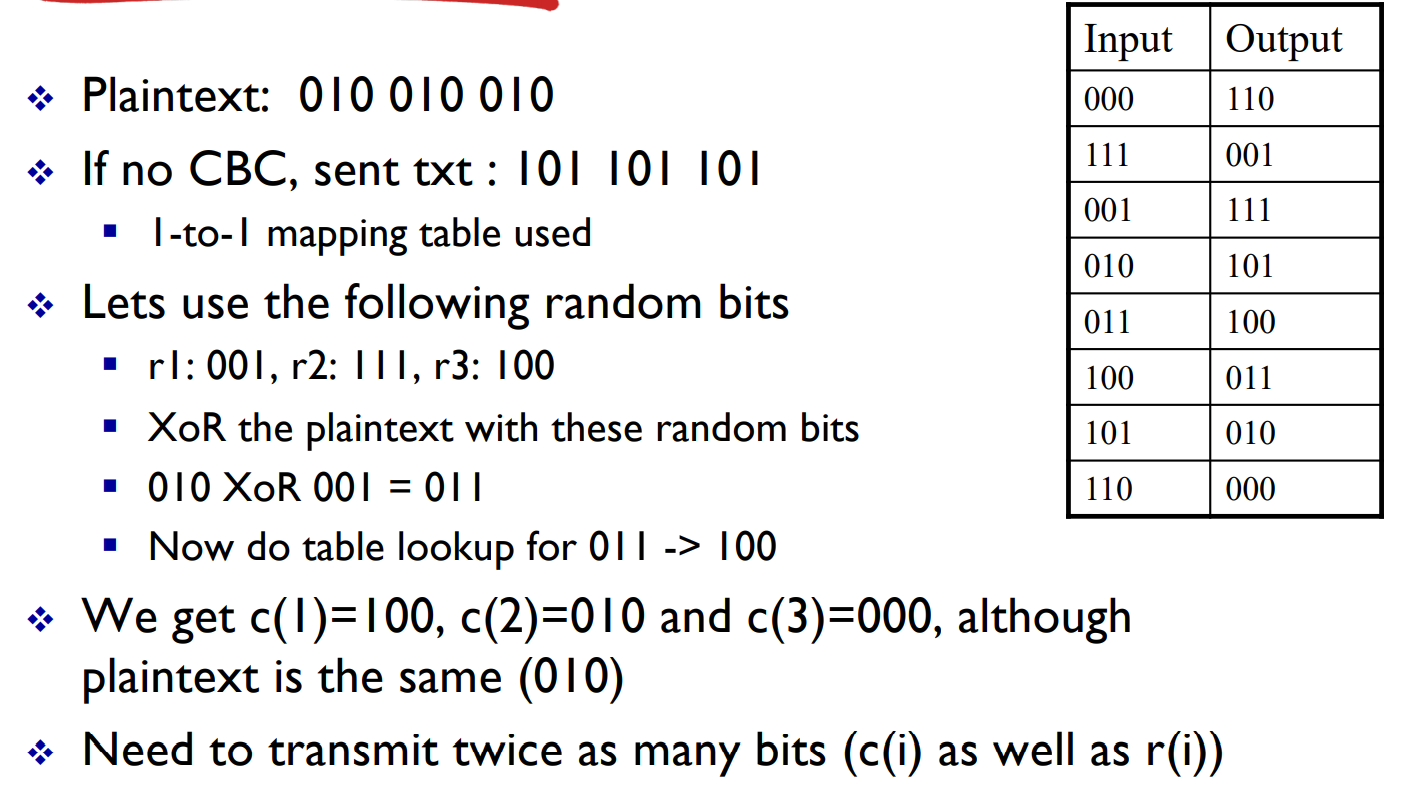 Plaintext: 010 010 010
If no CBC, sent txt : 101 101 101
1-to-1 mapping table used
Lets use the following random bits
r1: 001, r2: 111, r3: 100
XoR the plaintext with these random bits
010 XoR 001 = 011
Now do table lookup for 011 -> 100
We get c(1)=100, c(2)=010 and c(3)=000, although
plaintext is the same (010)
Need to transmit twice as many bits (c(i) as well as r(i))
Input Output
000 110
111 001
001 111
010 101
011 100
100 011
101 010
110 000